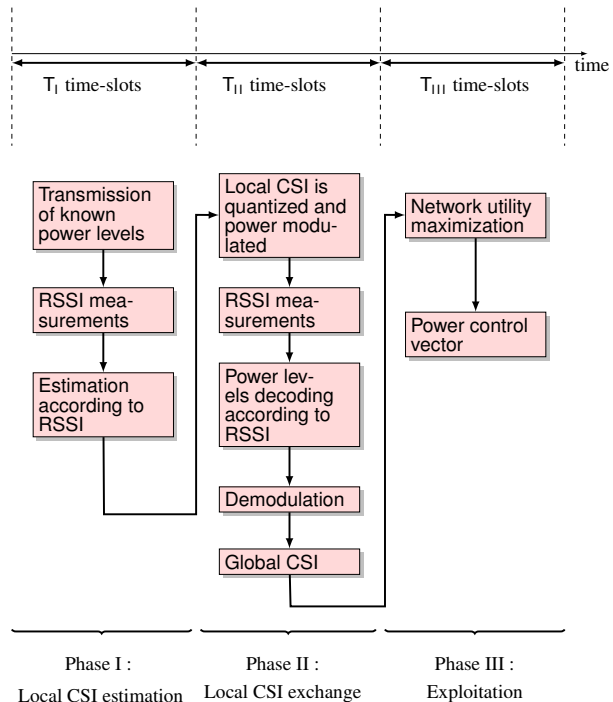 time
T_I time-slots
T_II time-slots
T_III time-slots
Transmission
of known
power levels
RSSI mea-
surements
Estimation
according to
RSSI
Local CSI is
quantized and
power modu-
lated
RSSI mea-
surements
Power lev-
els decoding
according to
RSSI
Demodulation
Global CSI
Network utility
maximization
Power control
vector
Phase I :
Local CSI estimation
Phase II :
Local CSI exchange
Phase III :
Exploitation